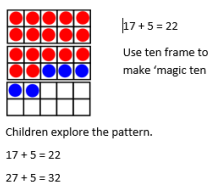 17 + 5 = 22
Use ten frame to
make ‘magic ten
Children explore the pattern.
17 + 5 = 22
27 + 5 = 32